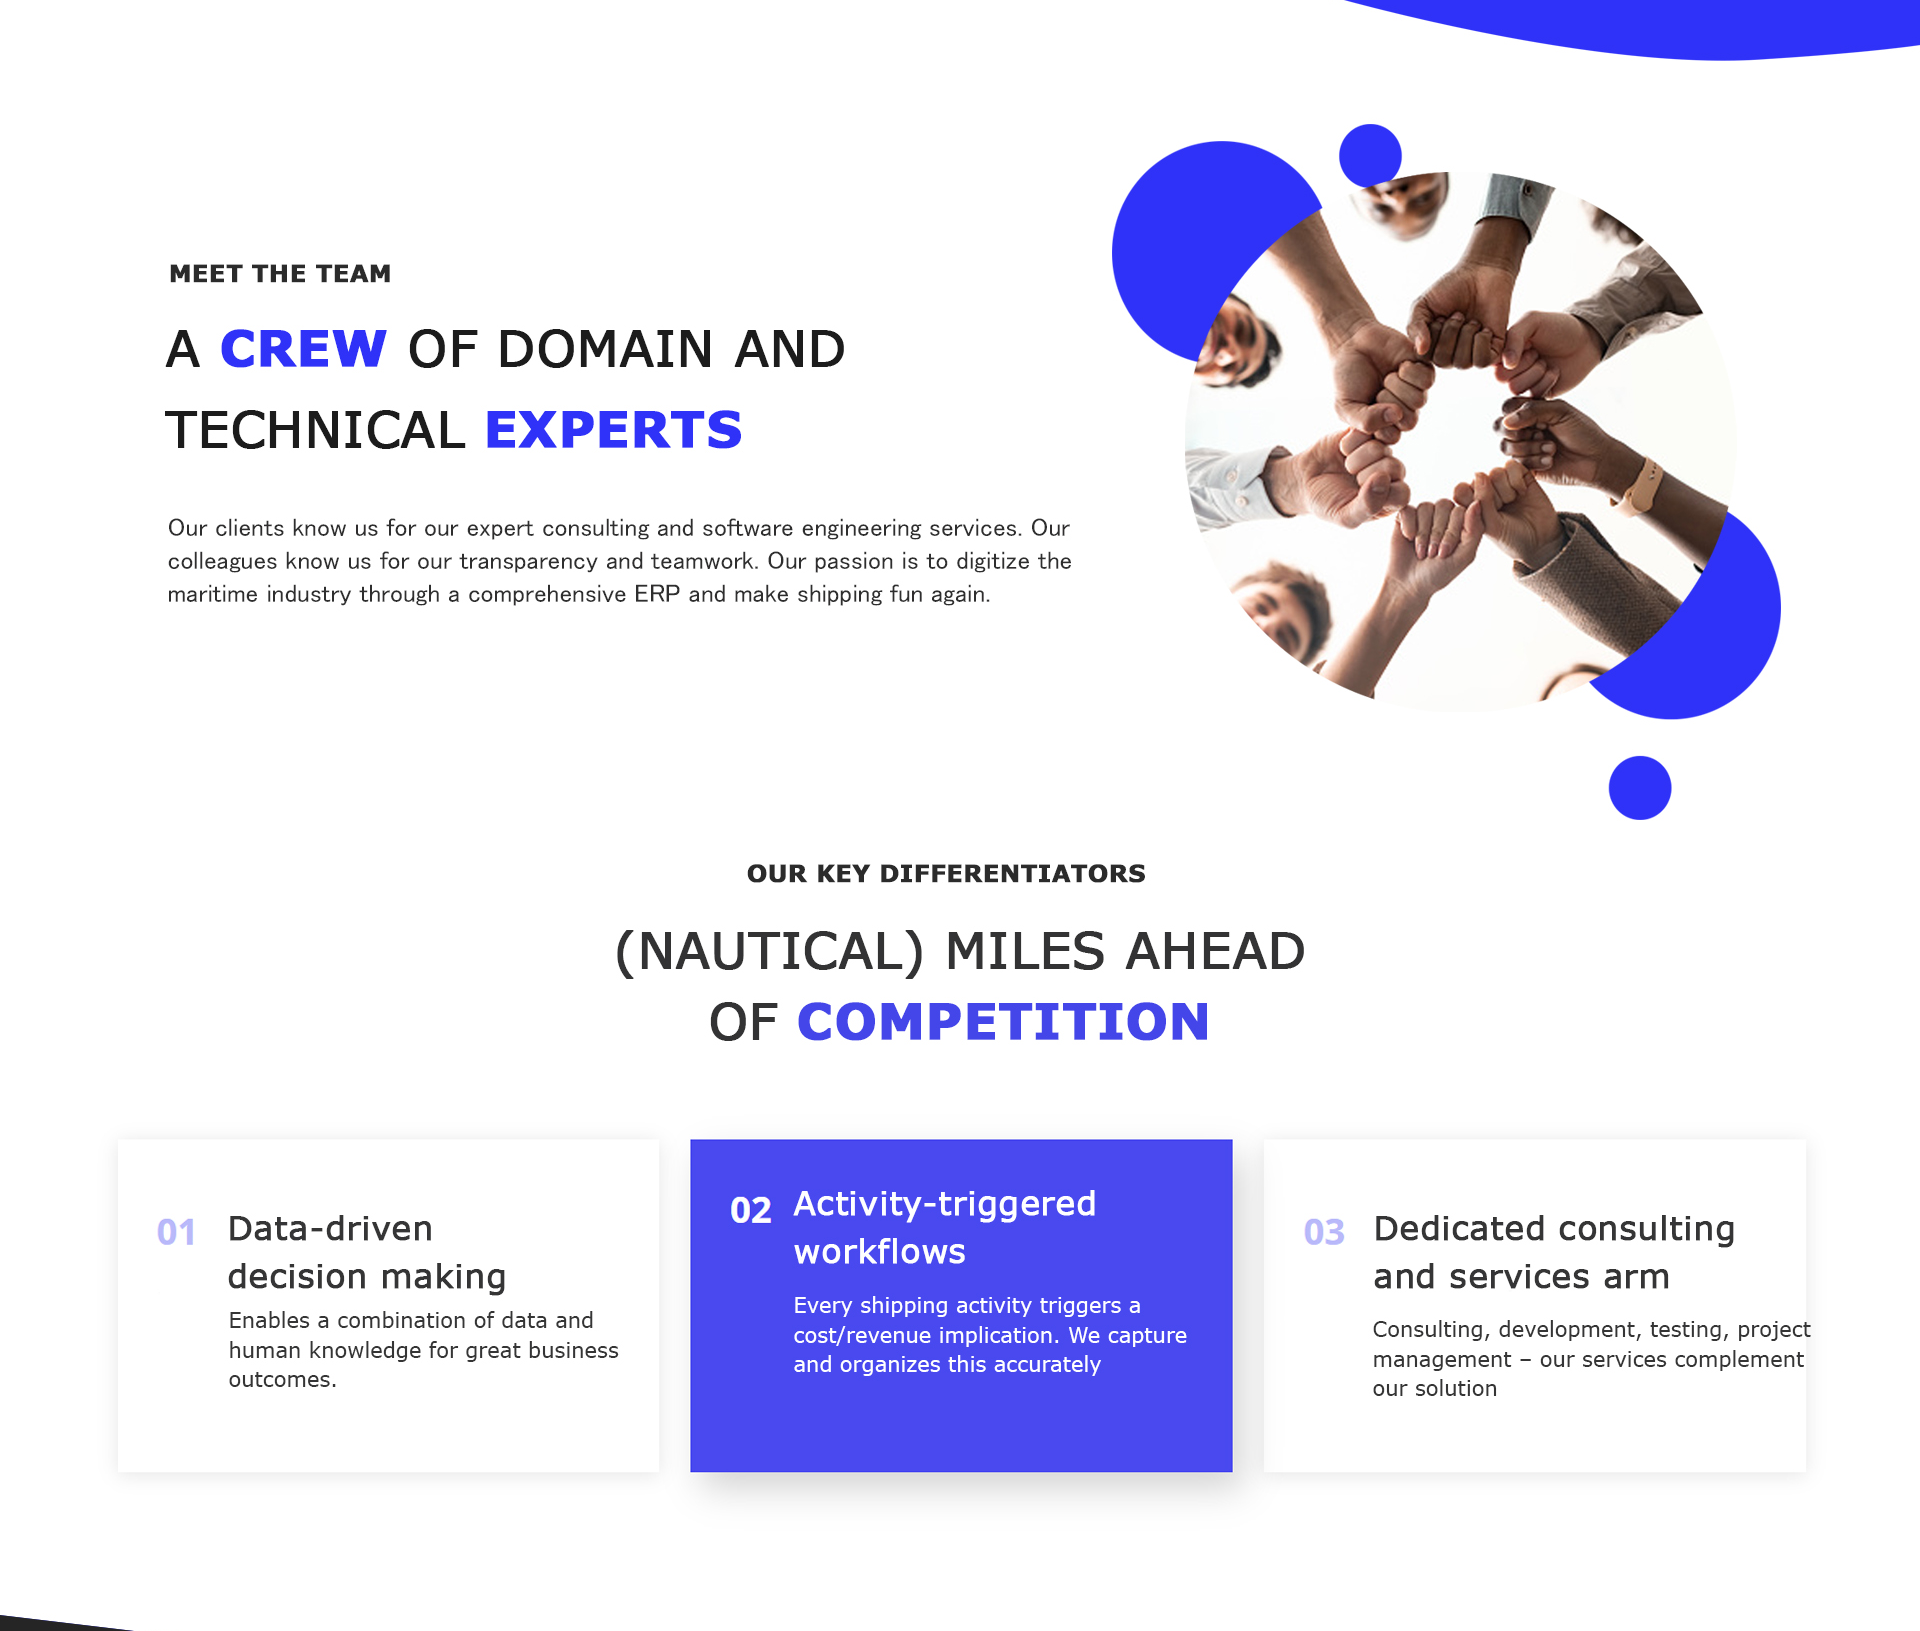 MEET THE TEAM
A CREW OF DOMAIN AND
TECHNICAL EXPERTS
Our clients know us for our expert consulting and software engineering services. Our
colleagues know us for our transparency and teamwork. Our passion is to digitize the
maritime industry through a comprehensive ERP and make shipping fun again.
OUR KEY DIFFERENTIATORS
(NAUTICAL) MILES AHEAD
OF COMPETITION
01
Data-driven
decision making
Enables a combination of data and
human knowledge for great business
outcomes.
02
Activity-triggered
workflows
Every shipping activity triggers a
cost/revenue implication. We capture
and organizes this accurately
03
Dedicated consulting
and services arm
Consulting, development, testing, project
management – our services complement
our solution